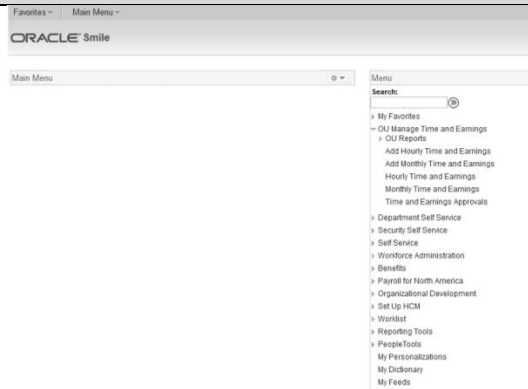 Favorites
Main Menu
ORACLE Smile
Main Menu
Menu
Search:
My Favorites
OU Manage Time and Earnings
OU Reports
Add Hourly Time and Earnings
Add Monthly Time and Earnings
Hourly Time and Earnings
Monthly Time and Earnings
Time and Earnings Approvals
Department Self Service
Security Self Service
Self Service
Workforce Administration
Benefits
Payroll for North America
Organizational Development
Set Up HCM
Worklist
Reporting Tools
PeopleTools
My Personalizations
My Dictionary
My Feeds